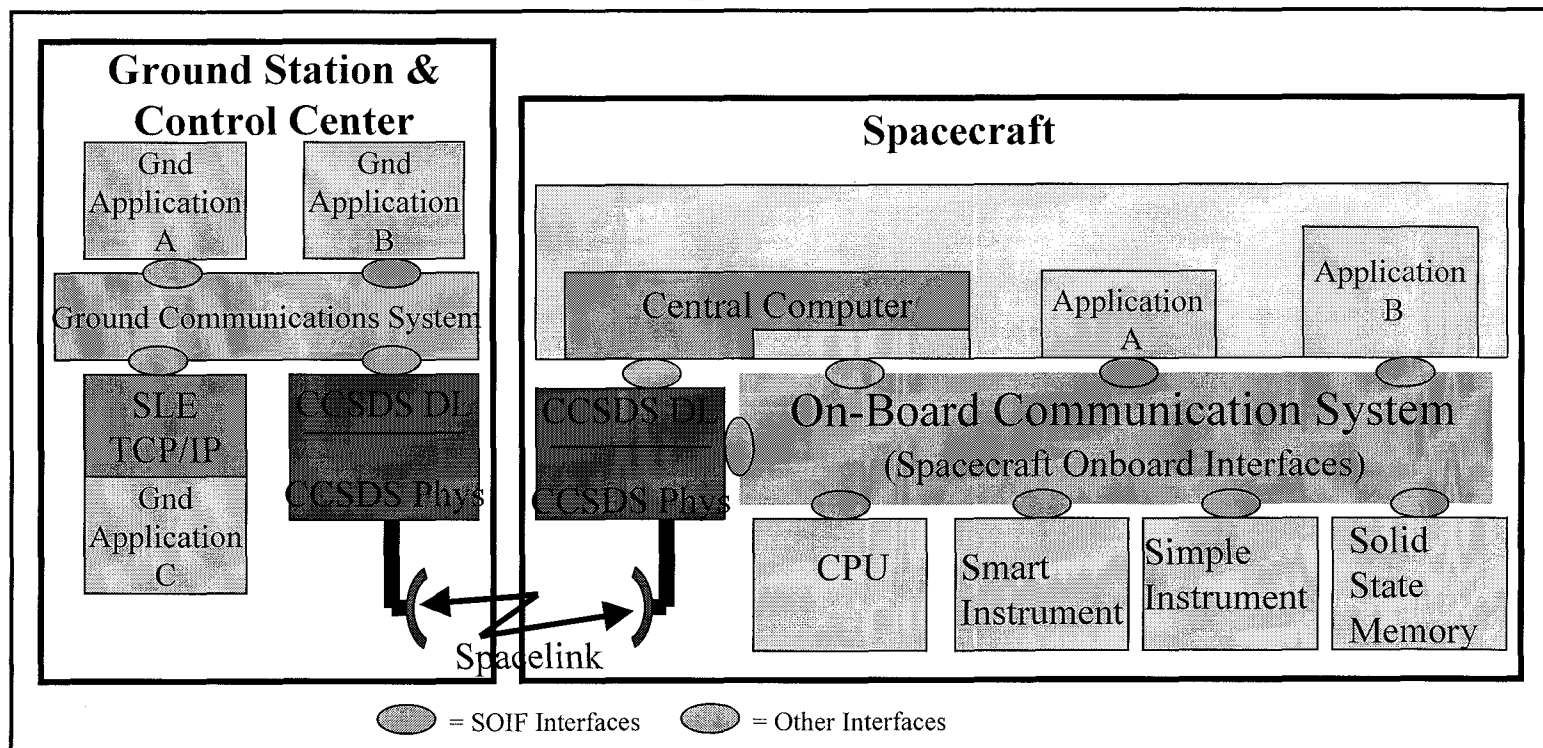 Ground Station &
Control Center
Gnd
Application
A
Gnd
Application
B
Ground Communications System
SLE
TCP/IP
Gnd
Application
C
CCSDS DL
CCSDS Phys
Spacelink
Spacecraft
Central Computer
Application
A
Application
B
CCSDS DL
CCSDS Phys
On-Board Communication System
(Spacecraft Onboard Interfaces)
CPU
Smart
Instrument
Simple
Instrument
Solid
State
Memory
= SOIF Interfaces
= Other Interfaces